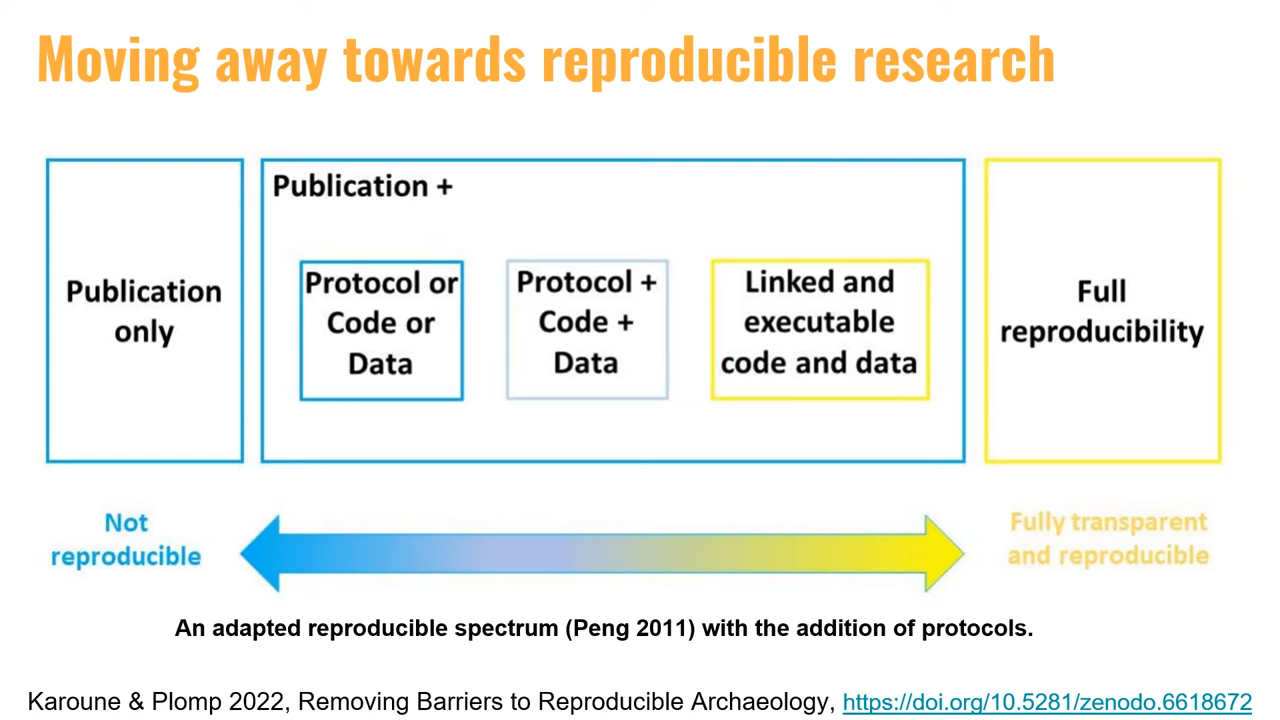 Moving away towards reproducible research
Publication
only
Publication +
Protocol or
Code or
Data
Protocol +
Code +
Data
Linked and
executable
code and data
Full
reproducibility
Not
reproducible
Fully transparent
and reproducible
An adapted reproducible spectrum (Peng 2011) with the addition of protocols.
Karoune & Plomp 2022, Removing Barriers to Reproducible Archaeology, https://doi.org/10.5281/zenodo.6618672